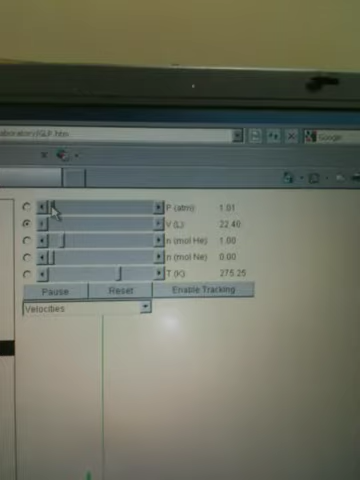 aboratory/GLP.htm
Google
P (atm): 1.01
V (L): 22.40
n (mol He) 1.00
n (mol Ne) 0.00
T (K): 275.25
Pause Reset Enable Tracking
Velocities